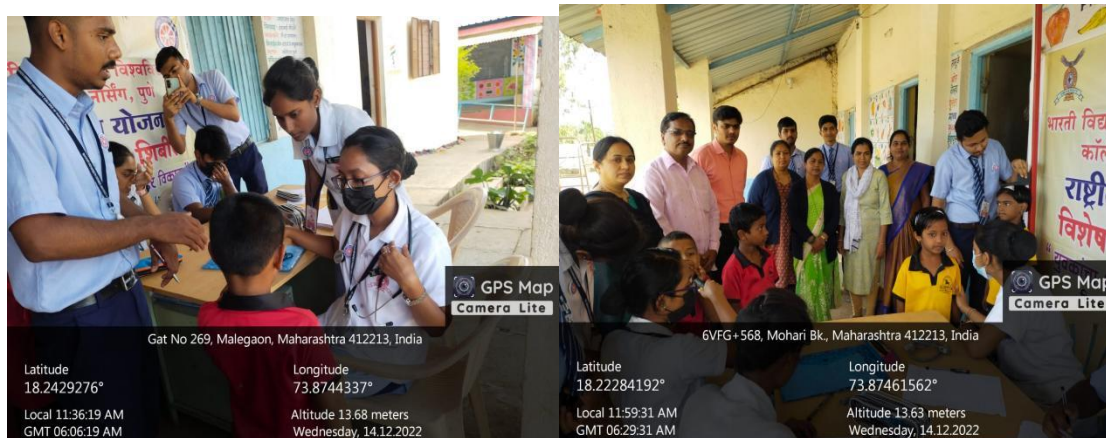 विश्ववि
नर्सिंग, पुणे
योजन
शिबी
GPS Map
Camera Lite
Gat No 269, Malegaon, Maharashtra 412213, India
Latitude
18.2429276°
Longitude
73.8744337°
Local 11:36:19 AM
GMT 06:06:19 AM
Altitude 13.68 meters
Wednesday, 14.12.2022
भारती विद्य
कॉल
राष्ट्री
विशेष
GPS Map
Camera Lite
6VFG+568, Mohari Bk., Maharashtra 412213, India
Latitude
18.22284192°
Longitude
73.87461562°
Local 11:59:31 AM
GMT 06:29:31 AM
Altitude 13.63 meters
Wednesday, 14.12.2022